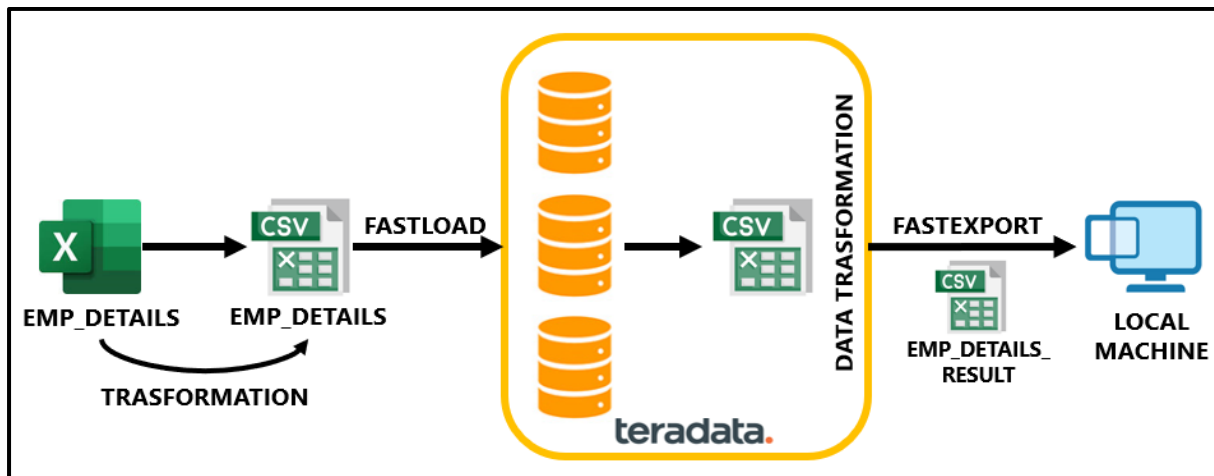 X
EMP_DETAILS
CSV
X
EMP_DETAILS
TRASFORMATION
FASTLOAD
CSV
X
DATA TRASFORMATION
teradata.
FASTEXPORT
CSV
X
EMP_DETAILS_
RESULT
LOCAL
MACHINE